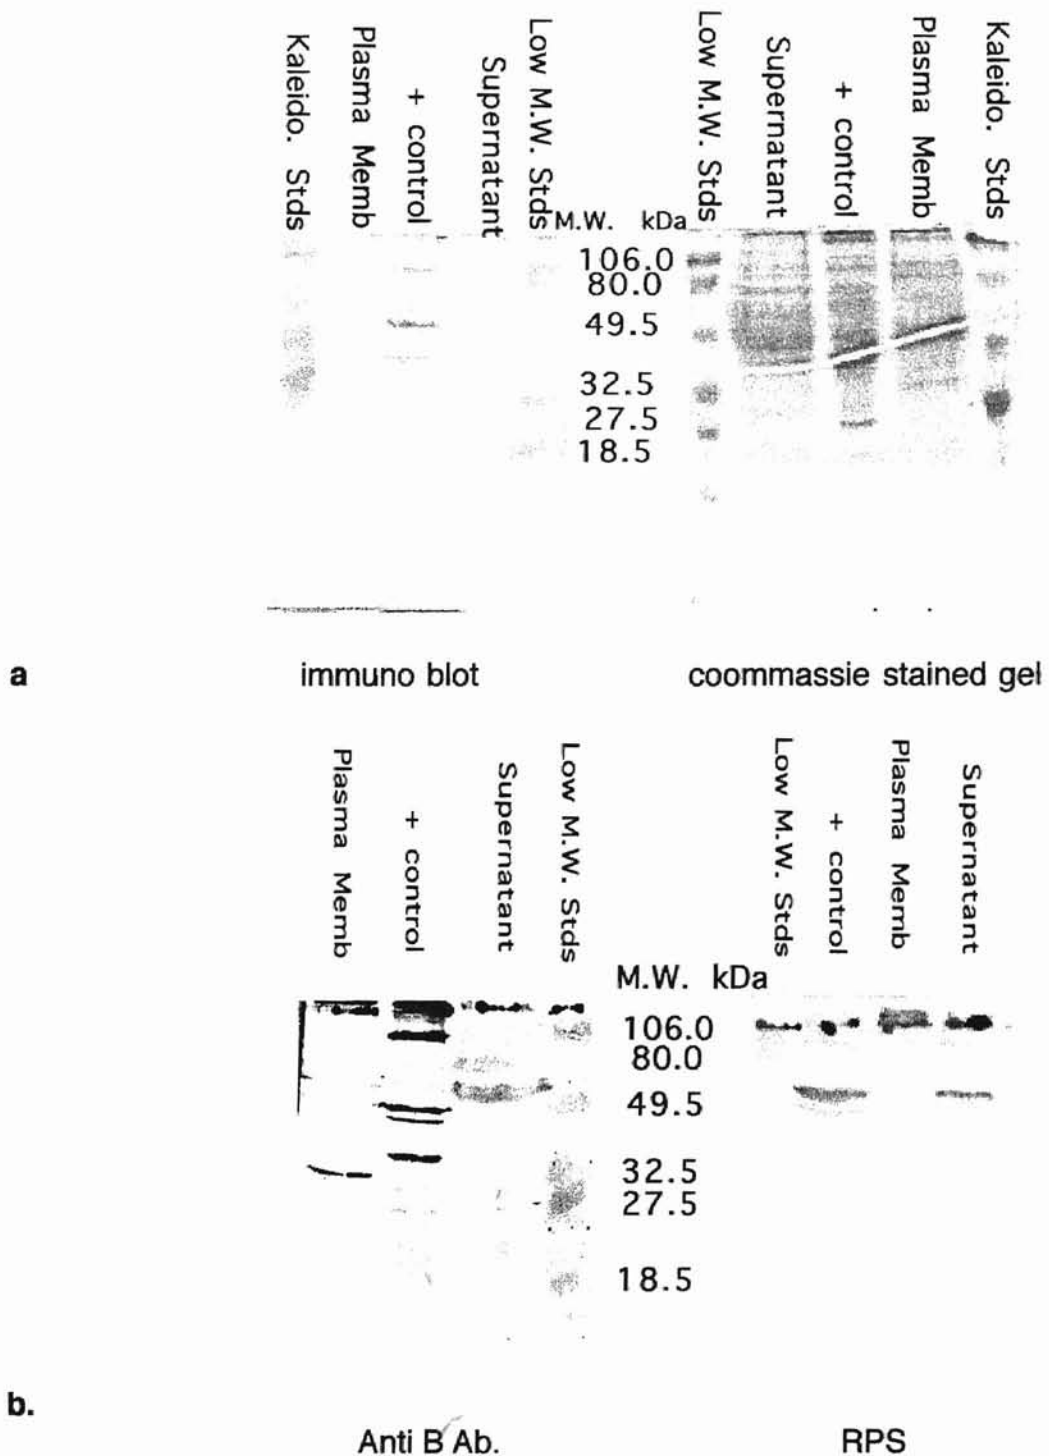 Kaleido. Stds
Plasma Memb
+ control
Supernatant
Low M.W. Stds
M.W. kDa
106.0
80.0
49.5
32.5
27.5
18.5
Low M.W. Stds
Supernatant
+ control
Plasma Memb
Kaleido. Stds
a
immuno blot
coommassie stained gel
Plasma Memb
+ control
Supernatant
Low M.W. Stds
M.W. kDa
106.0
80.0
49.5
32.5
27.5
18.5
Low M.W. Stds
+ control
Plasma Memb
Supernatant
b.
Anti B Ab.
RPS